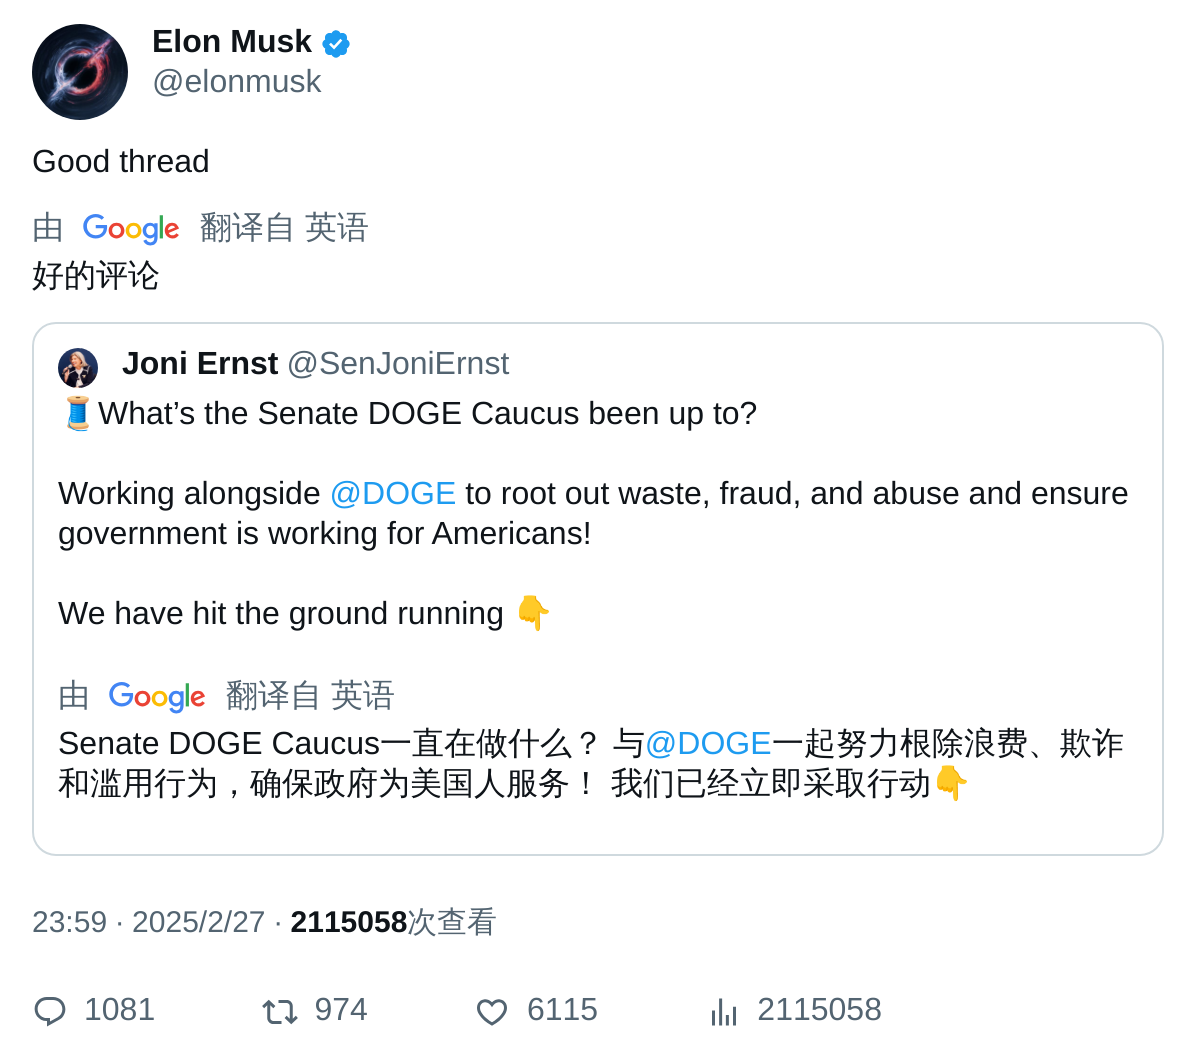 Elon Musk
@elonmusk
Good thread
由 Google 翻译自 英语
好的评论
Joni Ernst @SenJoniErnst
🧵What’s the Senate DOGE Caucus been up to?
Working alongside @DOGE to root out waste, fraud, and abuse and ensure
government is working for Americans!
We have hit the ground running 👇
由 Google 翻译自 英语
Senate DOGE Caucus一直在做什么？ 与@DOGE一起努力根除浪费、欺诈
和滥用行为，确保政府为美国人服务！ 我们已经立即采取行动👇
23:59 · 2025/2/27 · 2115058次查看
1081 974 6115 2115058